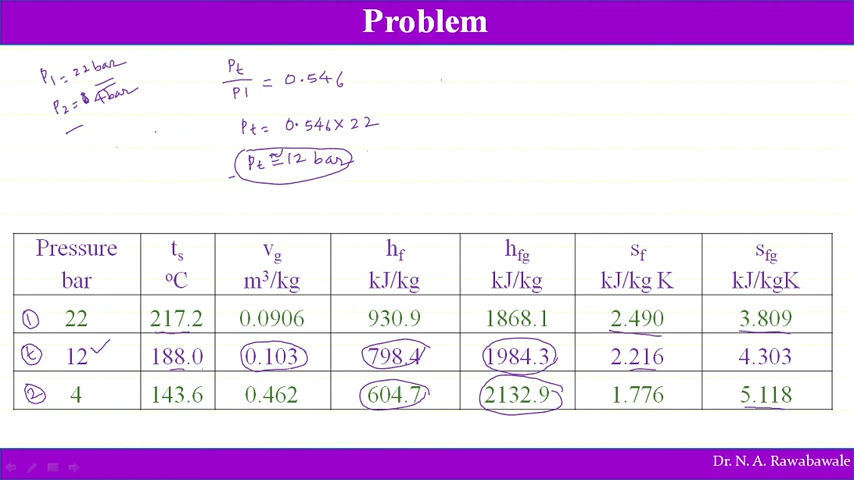 Problem
P1 = 22 bar
P2 = 4 bar
Pt
P1
= 0.546
Pt = 0.546 × 22
Pt ≅ 12 bar
Pressure bar ts oC vg m3/kg hf kJ/kg hfg kJ/kg sf kJ/kg K sfg kJ/kgK
① 22 217.2 0.0906 930.9 1868.1 2.490 3.809
ⓣ 12 ✓ 188.0 0.103 798.4 1984.3 2.216 4.303
② 4 143.6 0.462 604.7 2132.9 1.776 5.118
Dr. N. A. Rawabawale